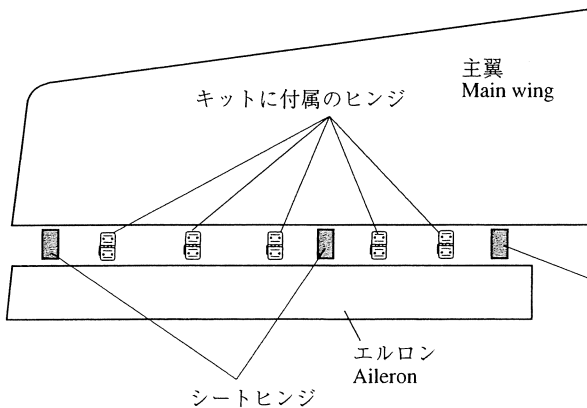 主翼
Main wing
キットに付属のヒンジ
エルロン
Aileron
シートヒンジ